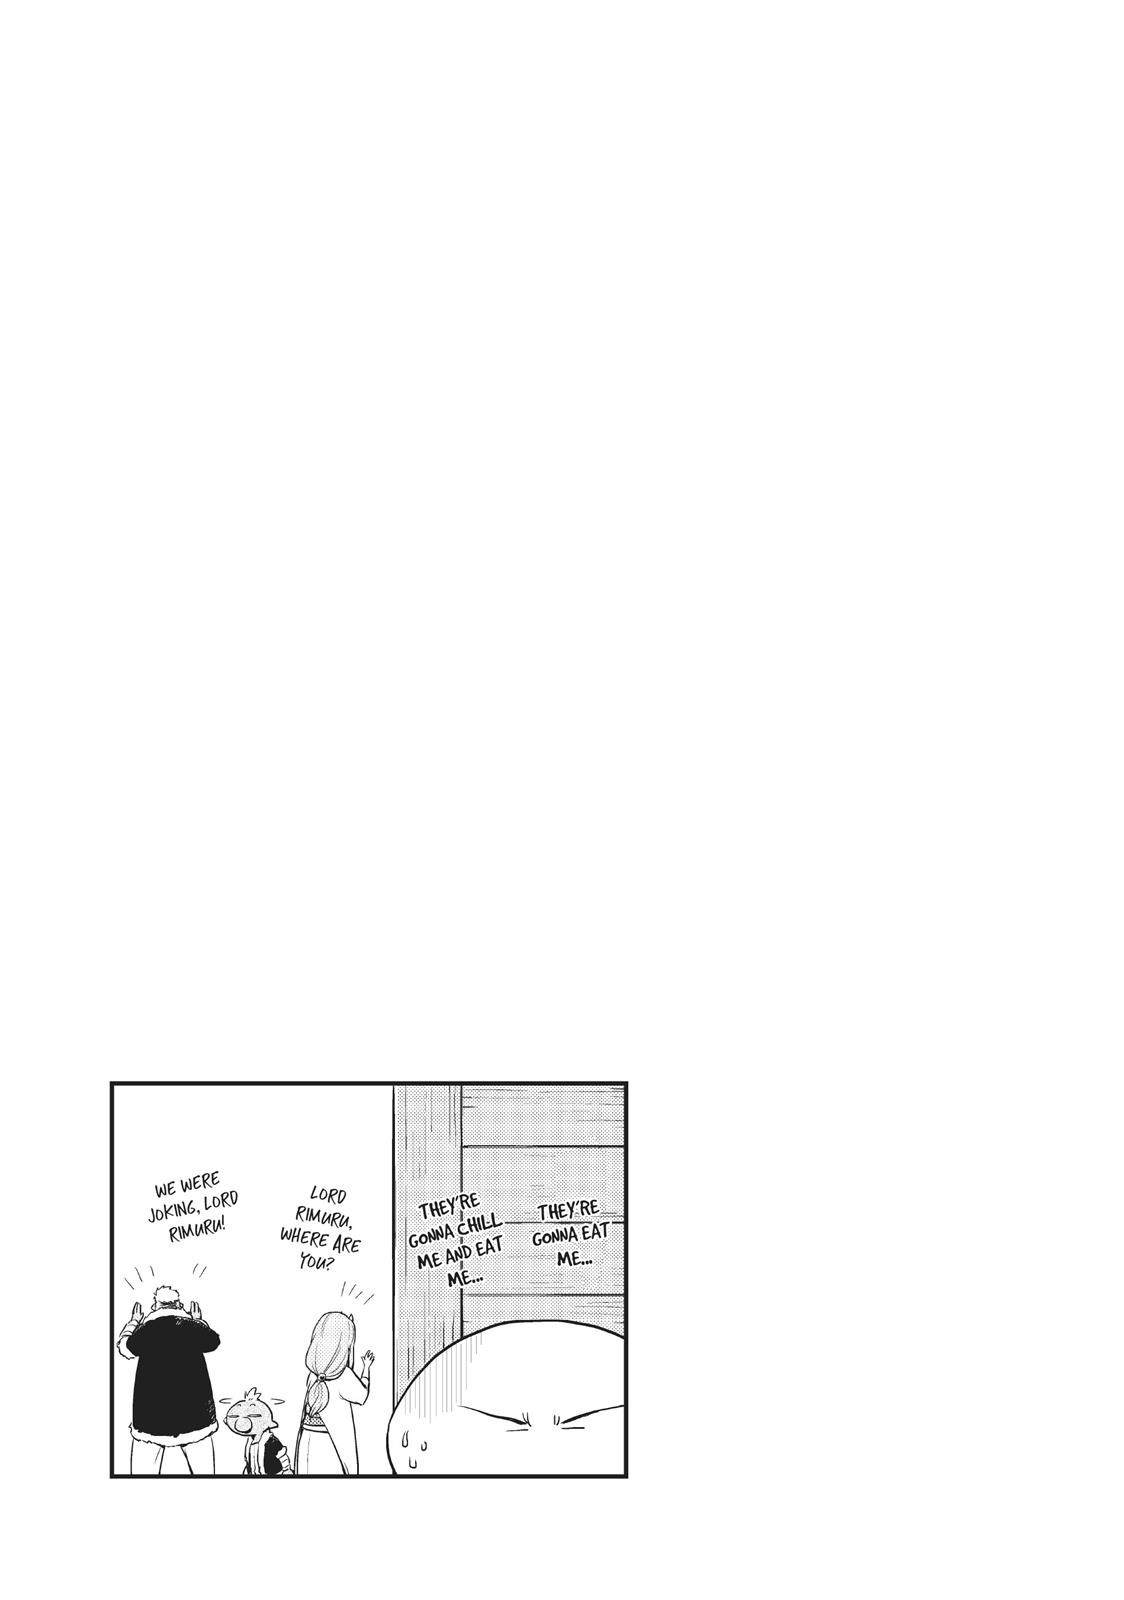 THEY'RE
GONNA EAT
ME...
THEY'RE
GONNA CHILL
ME AND EAT
ME...
LORD
RIMURU,
WHERE ARE
YOU?
WE WERE
JOKING, LORD
RIMURU!